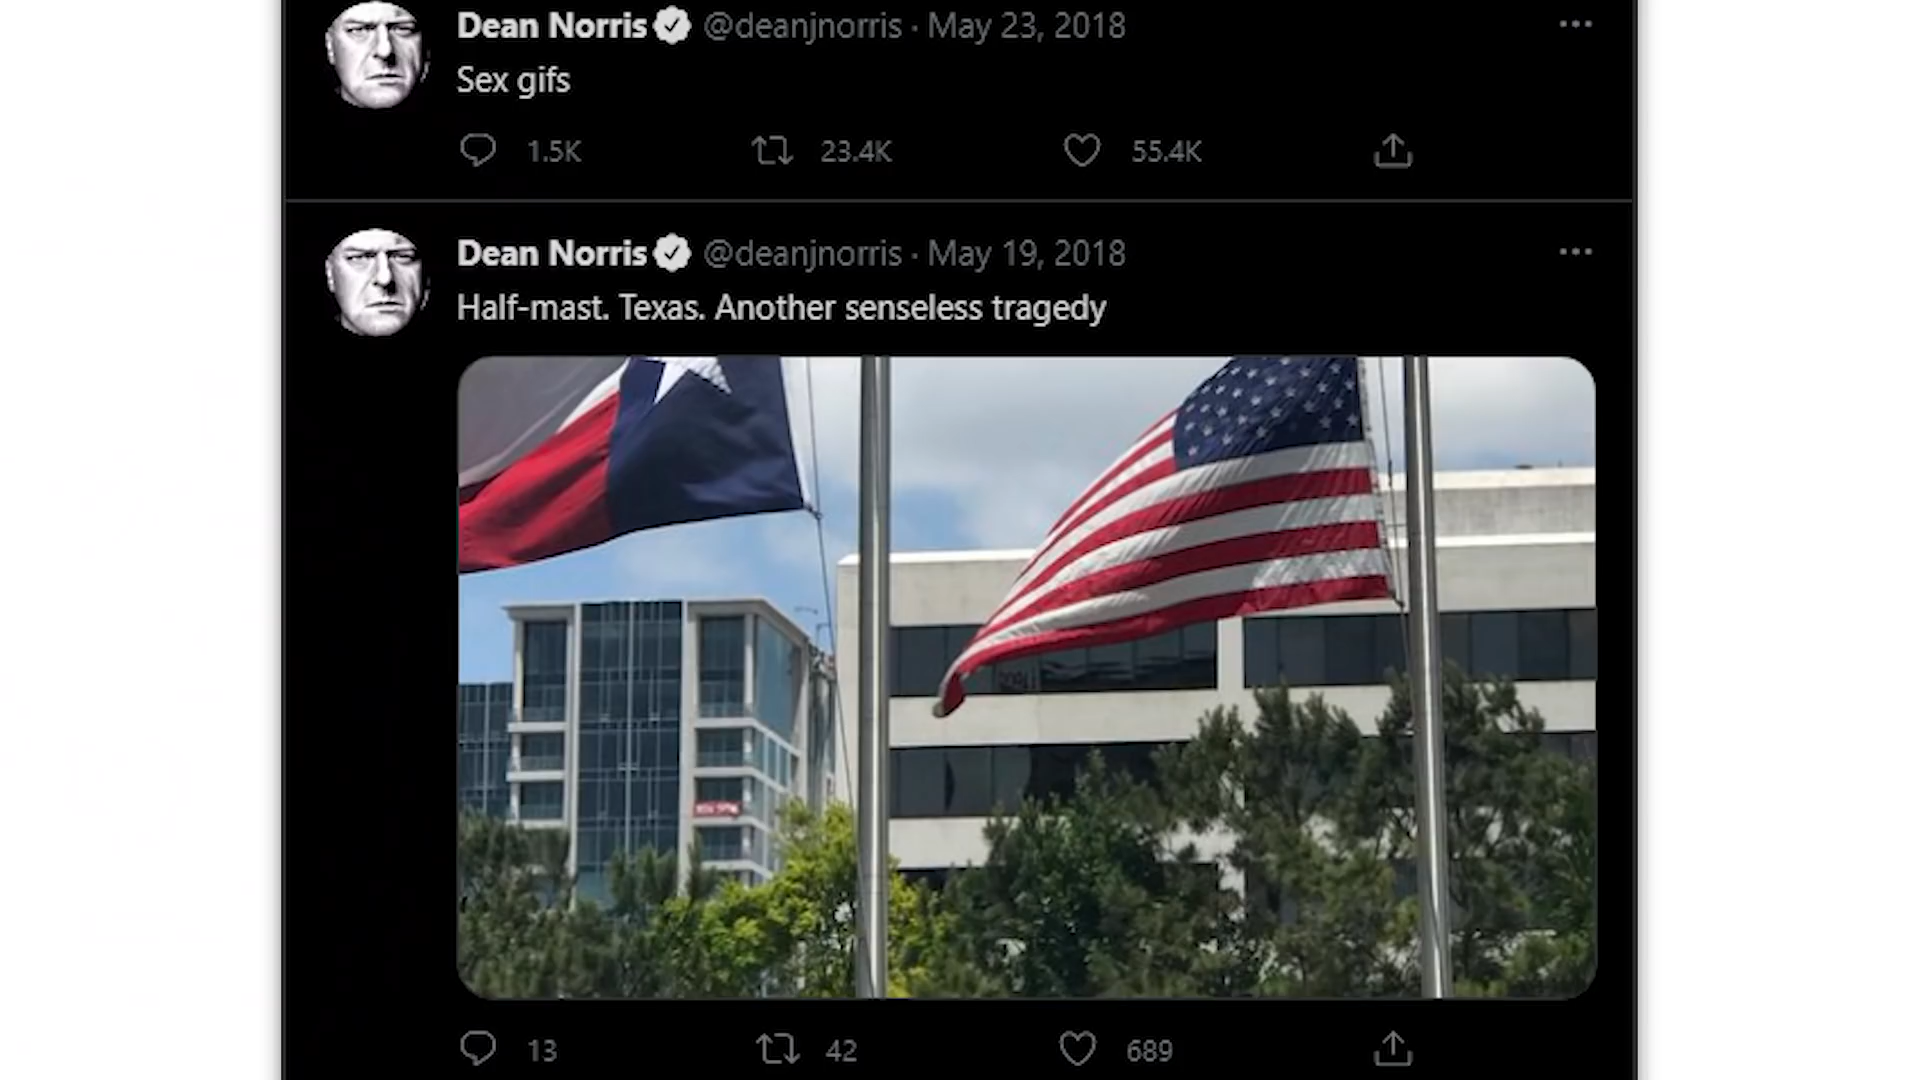 Dean Norris @deanjnorris · May 23, 2018
Sex gifs
1.5K 23.4K 55.4K
Dean Norris @deanjnorris · May 19, 2018
Half-mast. Texas. Another senseless tragedy
13 42 689